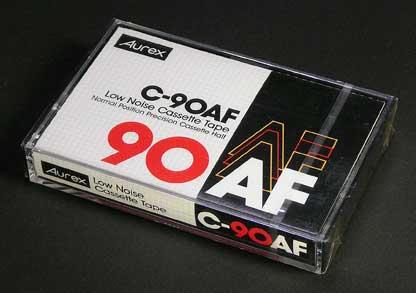 Aurex
C-90AF
Low Noise Cassette Tape
Normal Position Precision Cassette Half
90
AF
Aurex
Low Noise
Cassette Tape
C-90AF